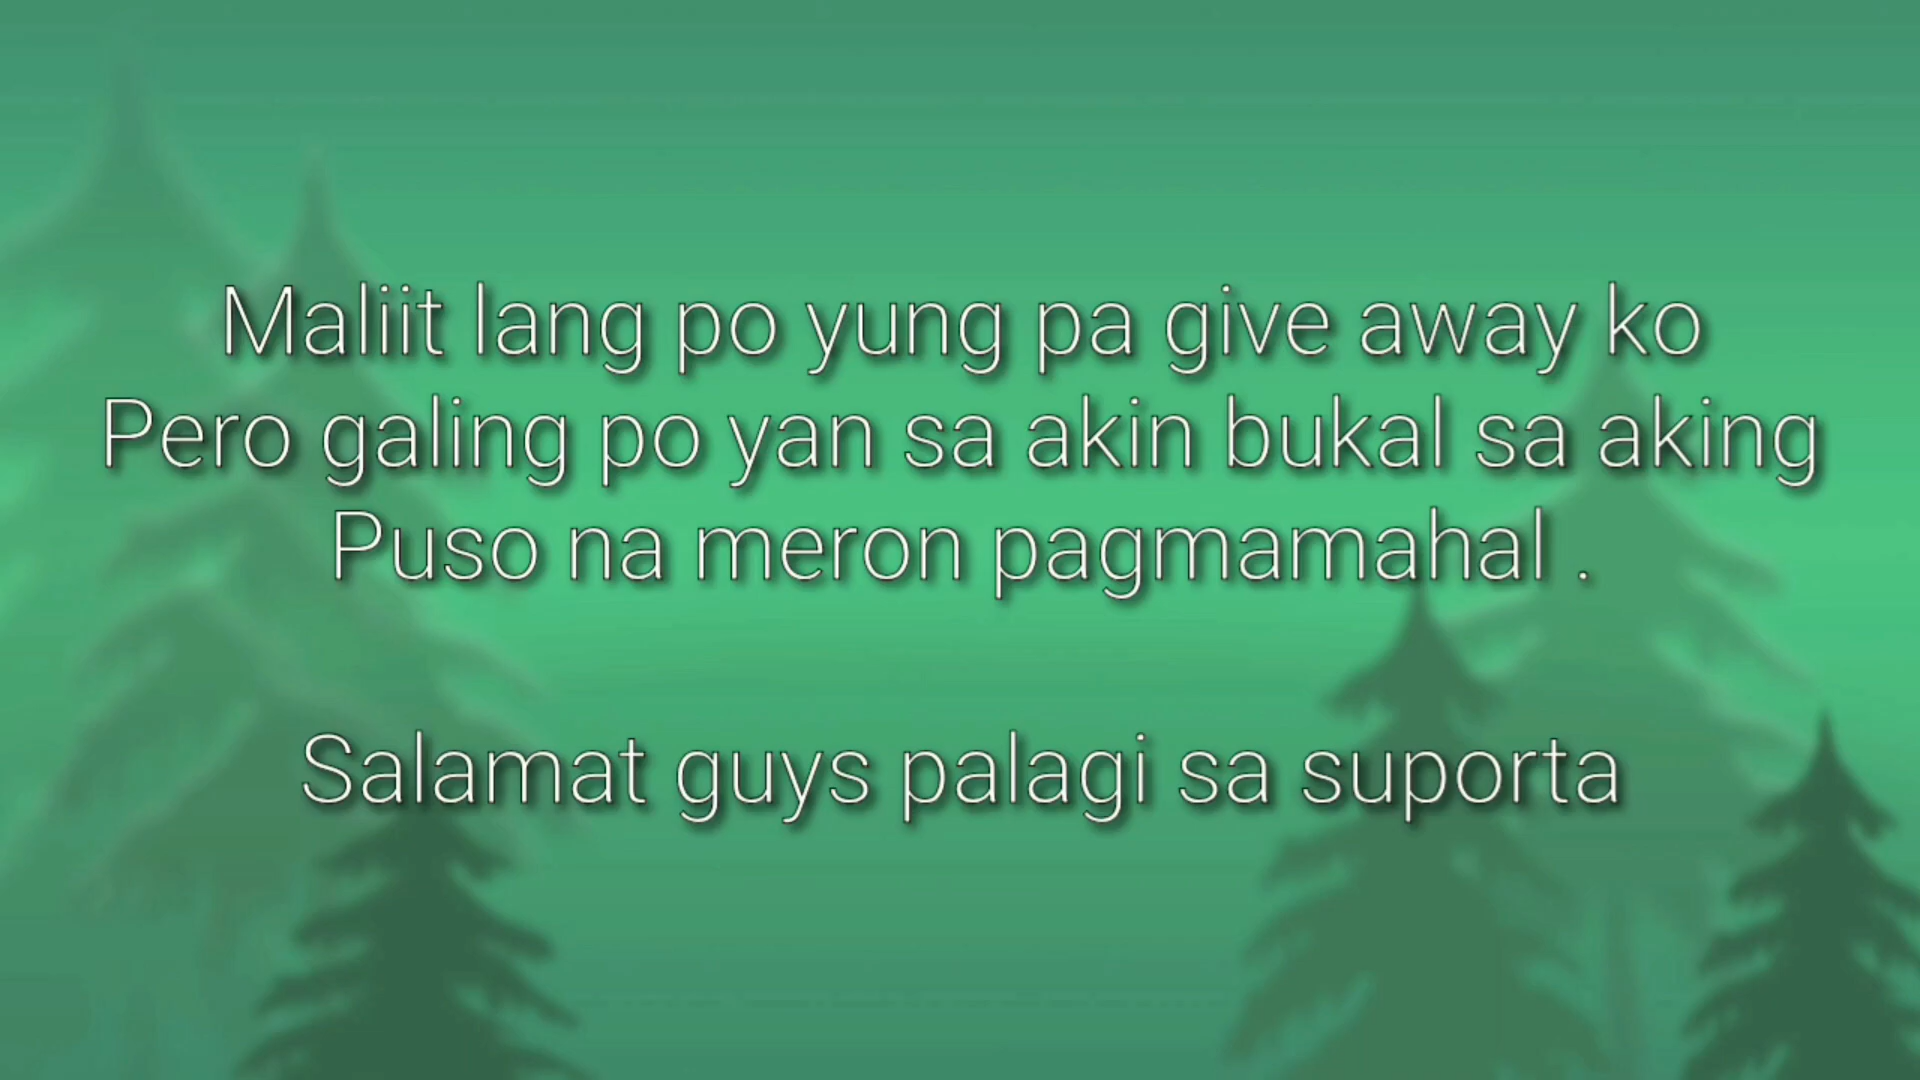 Maliit lang po yung pa give away ko
Pero galing po yan sa akin bukal sa aking
Puso na meron pagmamahal .
Salamat guys palagi sa suporta